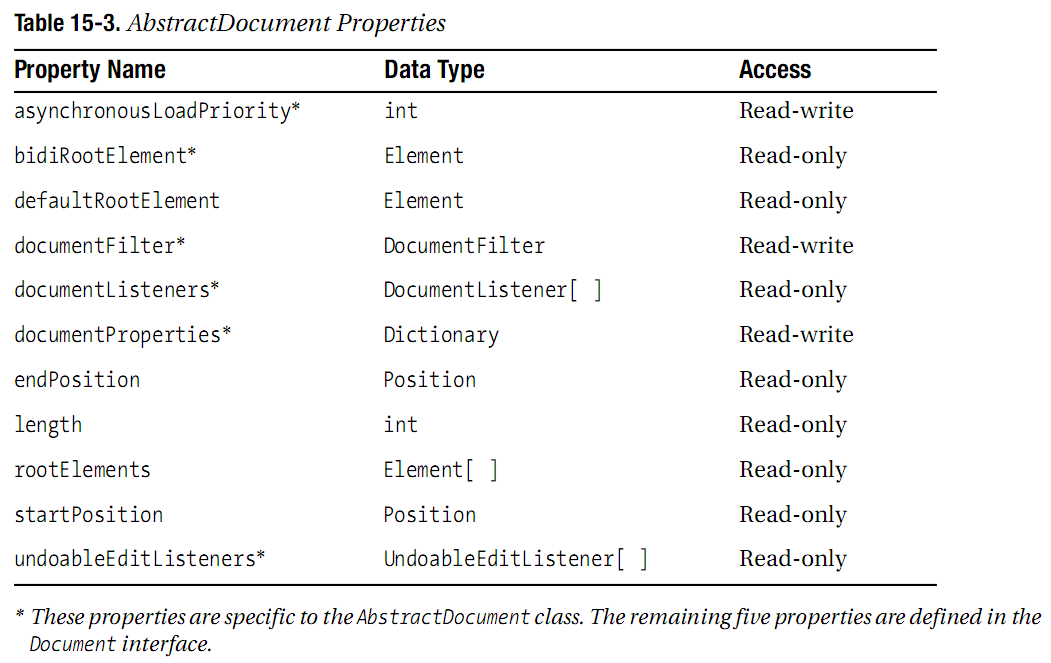 Table 15-3. AbstractDocument Properties
Property Name Data Type Access
asynchronousLoadPriority* int Read-write
bidiRootElement* Element Read-only
defaultRootElement Element Read-only
documentFilter* DocumentFilter Read-write
documentListeners* DocumentListener[ ] Read-only
documentProperties* Dictionary Read-write
endPosition Position Read-only
length int Read-only
rootElements Element[ ] Read-only
startPosition Position Read-only
undoableEditListeners* UndoableEditListener[ ] Read-only
* These properties are specific to the AbstractDocument class. The remaining five properties are defined in the
Document interface.